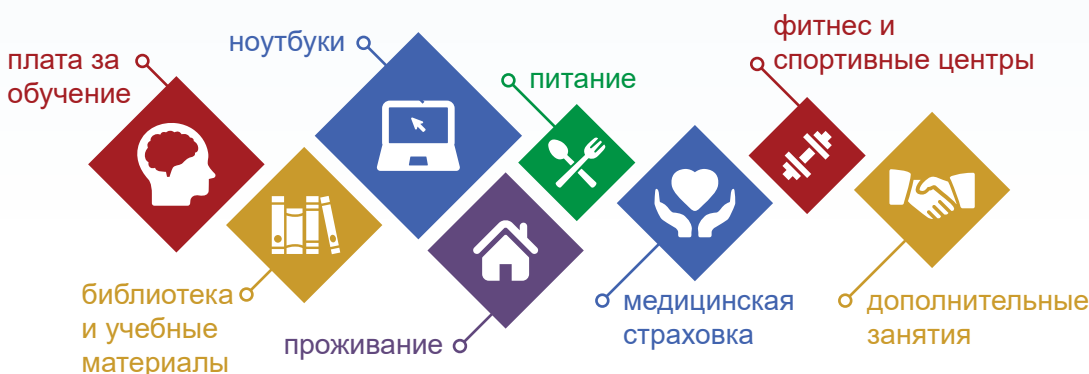 плата за
обучение
ноутбуки
питание
фитнес и
спортивные центры
библиотека
и учебные
материалы
проживание
медицинская
страховка
дополнительные
занятия